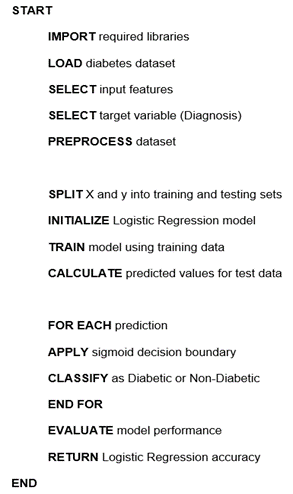 START
IMPORT required libraries
LOAD diabetes dataset
SELECT input features
SELECT target variable (Diagnosis)
PREPROCESS dataset
SPLIT X and y into training and testing sets
INITIALIZE Logistic Regression model
TRAIN model using training data
CALCULATE predicted values for test data
FOR EACH prediction
APPLY sigmoid decision boundary
CLASSIFY as Diabetic or Non-Diabetic
END FOR
EVALUATE model performance
RETURN Logistic Regression accuracy
END